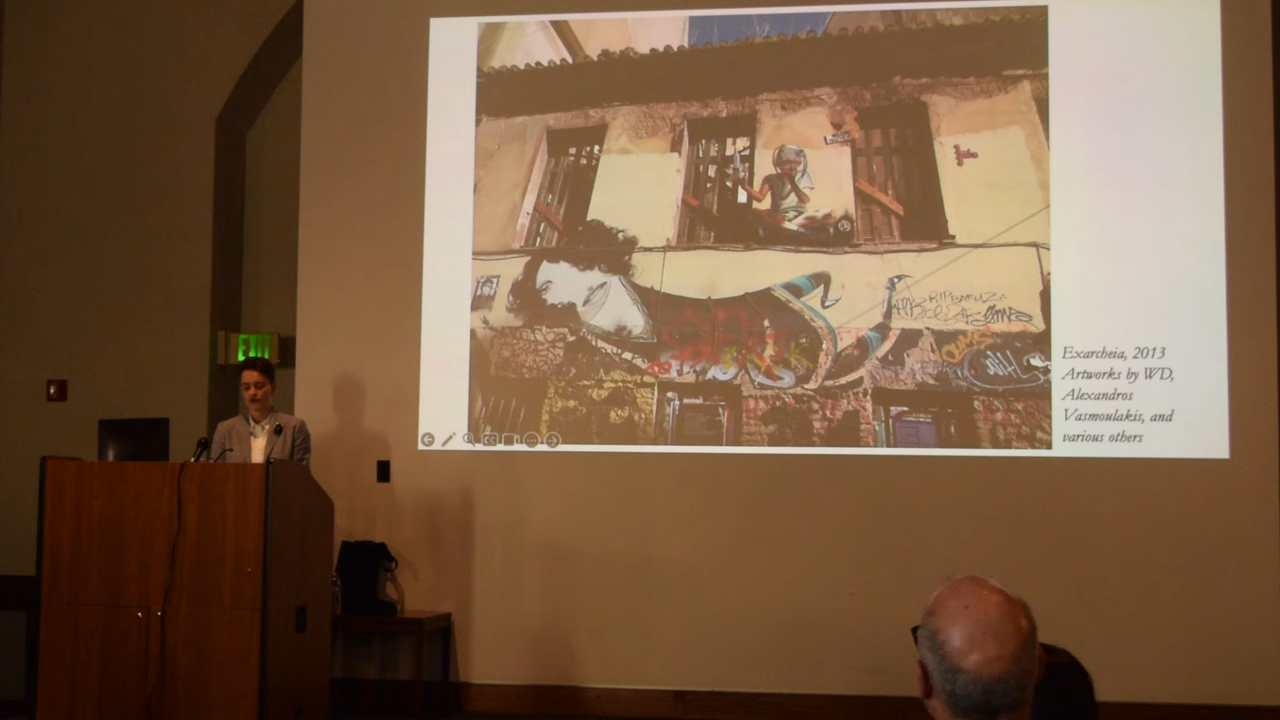 EXIT
Exarcheia, 2013
Artworks by WD,
Alexandros
Vasmoulakis, and
various others